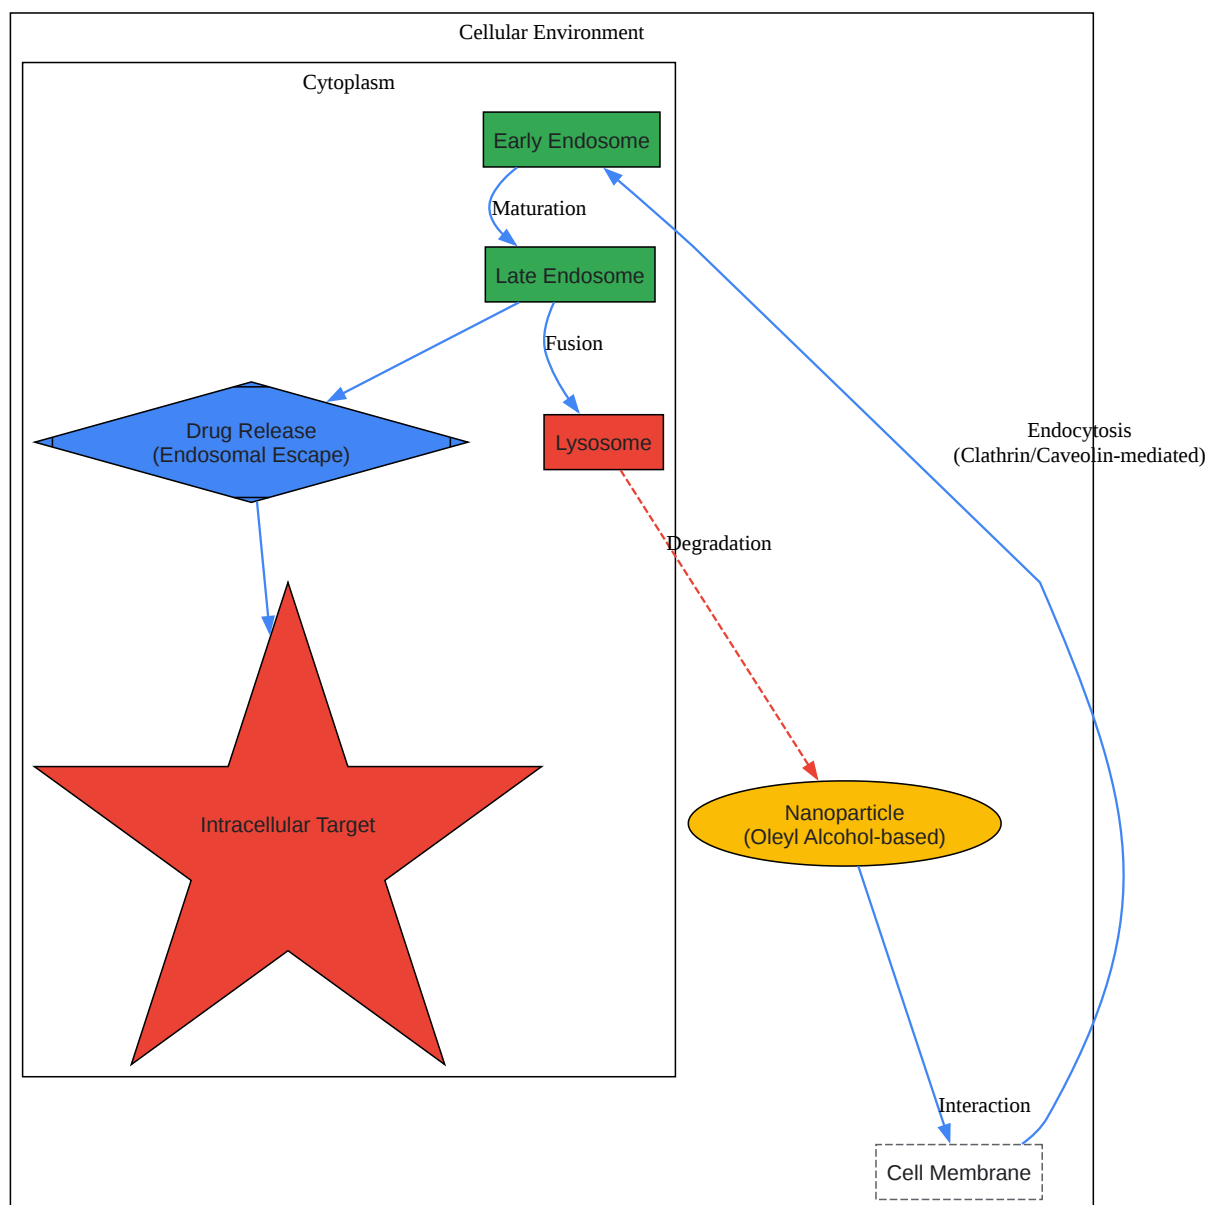 Cellular Environment
Cytoplasm
Early Endosome
Maturation
Late Endosome
Fusion
Drug Release
(Endosomal Escape)
Lysosome
Endocytosis
(Clathrin/Caveolin-mediated)
Degradation
Intracellular Target
Nanoparticle
(Oleyl Alcohol-based)
Interaction
Cell Membrane